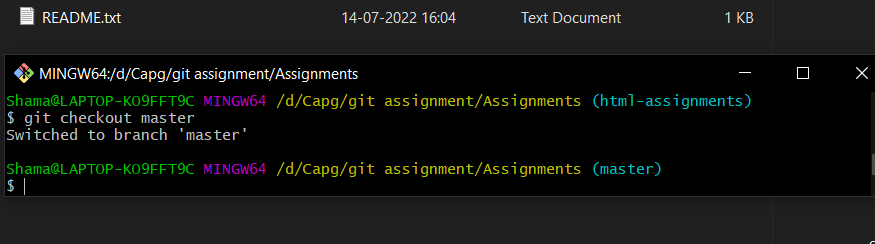 README.txt 14-07-2022 16:04 Text Document 1 KB
MINGW64:/d/Capg/git assignment/Assignments
Shama@LAPTOP-KO9FFT9C MINGW64 /d/Capg/git assignment/Assignments (html-assignments)
$ git checkout master
Switched to branch 'master'
Shama@LAPTOP-KO9FFT9C MINGW64 /d/Capg/git assignment/Assignments (master)
$